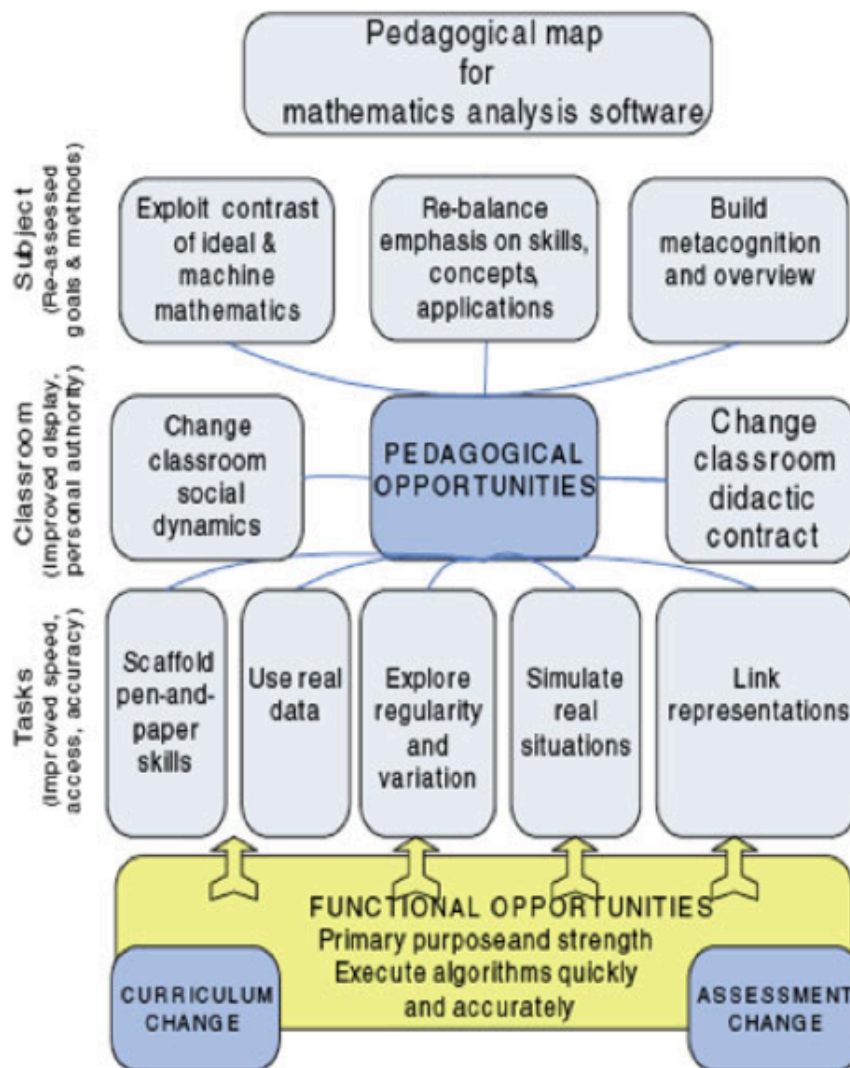 Pedagogical map
for
mathematics analysis software
Subject
(Re-assessed
goals & methods)
Exploit contrast
of ideal &
machine
mathematics
Re-balance
emphasis on skills,
concepts,
applications
Build
metacognition
and overview
Classroom
(Improved display,
personal authority)
Change
classroom
social
dynamics
PEDAGOGICAL
OPPORTUNITIES
Change
classroom
didactic
contract
Tasks
(Improved speed,
access, accuracy)
Scaffold
pen-and-
paper
skills
Use real
data
Explore
regularity
and
variation
Simulate
real
situations
Link
representations
FUNCTIONAL OPPORTUNITIES
Primary purpose and strength
Execute algorithms quickly
and accurately
CURRICULUM
CHANGE
ASSESSMENT
CHANGE